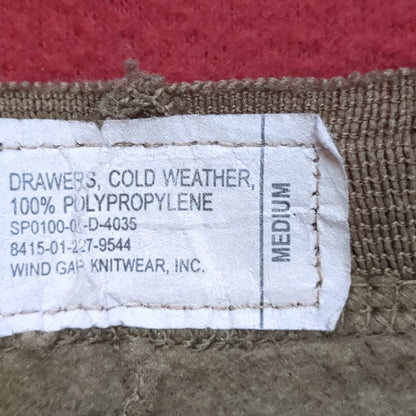 DRAWERS, COLD WEATHER,
100% POLYPROPYLENE
8415-01-227-9544
WIND GAP KNITWEAR, INC.
MEDIUM